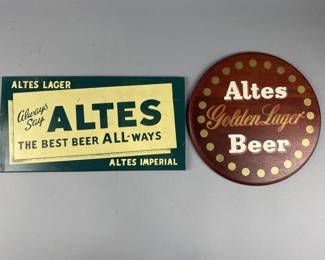 ALTES LAGER
Always Say ALTES
THE BEST BEER ALL-WAYS
ALTES IMPERIAL
Altes
Golden Lager
Beer